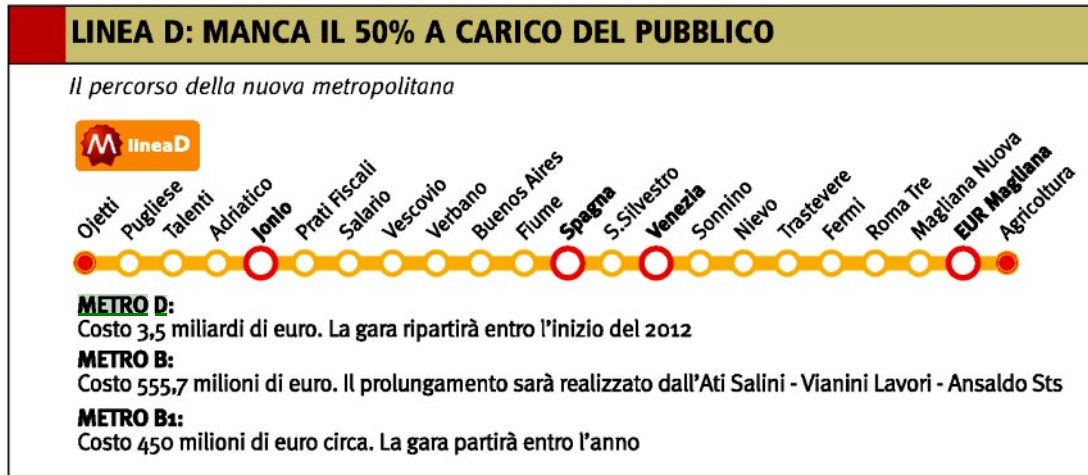 LINEA D: MANCA IL 50% A CARICO DEL PUBBLICO
Il percorso della nuova metropolitana
M lineaD
Ojetti
Pugliese
Talenti
Adriatico
Jonio
Prati Fiscali
Salario
Vescovio
Verbano
Buenos Aires
Fiume
Spagna
S.Silvestro
Venezia
Sonnino
Nievo
Trastevere
Fermi
Roma Tre
Magliana Nuova
EUR Magliana
Agricoltura
METRO D:
Costo 3,5 miliardi di euro. La gara ripartirà entro l'inizio del 2012
METRO B:
Costo 555,7 milioni di euro. Il prolungamento sarà realizzato dall'Ati Salini - Vianini Lavori - Ansaldo Sts
METRO B1:
Costo 450 milioni di euro circa. La gara partirà entro l'anno